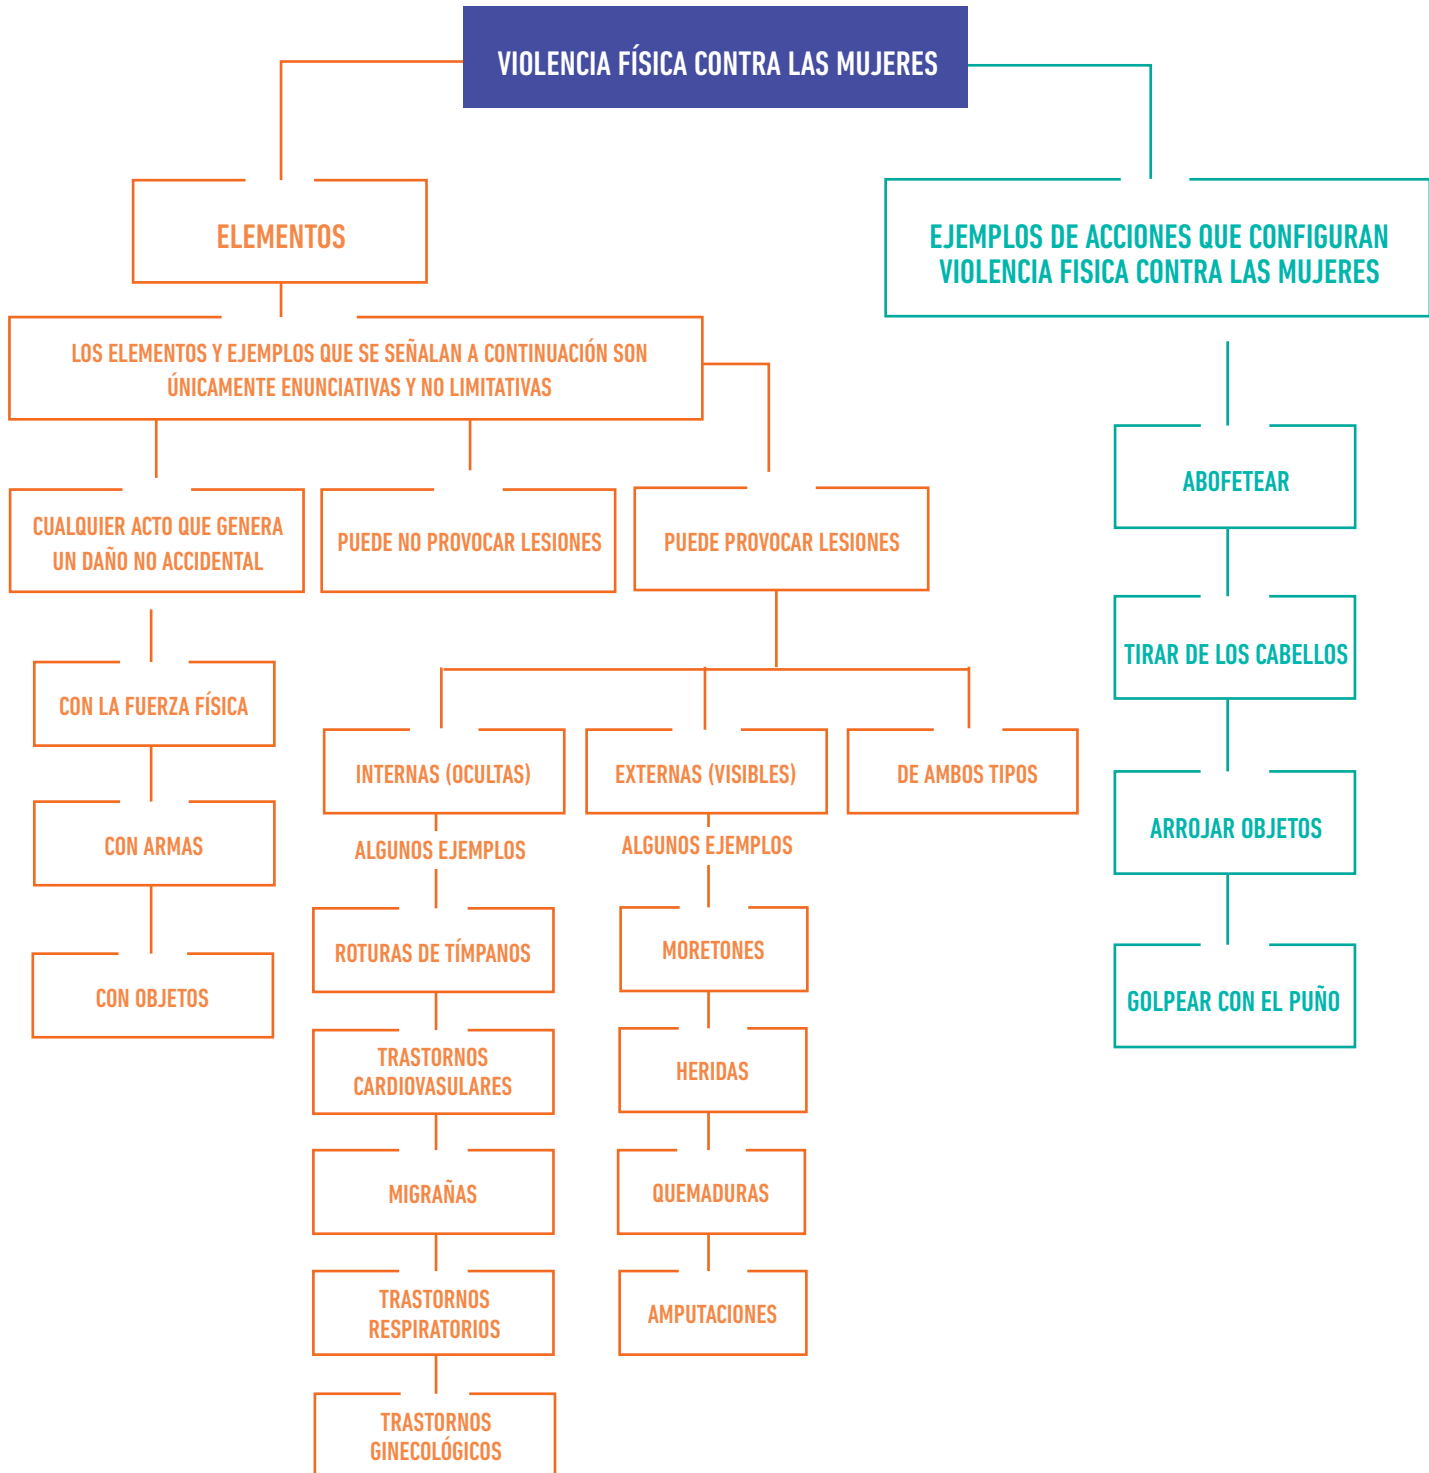 VIOLENCIA FÍSICA CONTRA LAS MUJERES
ELEMENTOS
LOS ELEMENTOS Y EJEMPLOS QUE SE SEÑALAN A CONTINUACIÓN SON
ÚNICAMENTE ENUNCIATIVAS Y NO LIMITATIVAS
CUALQUIER ACTO QUE GENERA
UN DAÑO NO ACCIDENTAL
CON LA FUERZA FÍSICA
CON ARMAS
CON OBJETOS
PUEDE NO PROVOCAR LESIONES
PUEDE PROVOCAR LESIONES
INTERNAS (OCULTAS)
ALGUNOS EJEMPLOS
ROTURAS DE TÍMPANOS
TRASTORNOS
CARDIOVASULARES
MIGRAÑAS
TRASTORNOS
RESPIRATORIOS
TRASTORNOS
GINECOLÓGICOS
EXTERNAS (VISIBLES)
ALGUNOS EJEMPLOS
MORETONES
HERIDAS
QUEMADURAS
AMPUTACIONES
DE AMBOS TIPOS
EJEMPLOS DE ACCIONES QUE CONFIGURAN
VIOLENCIA FISICA CONTRA LAS MUJERES
ABOFETEAR
TIRAR DE LOS CABELLOS
ARROJAR OBJETOS
GOLPEAR CON EL PUÑO